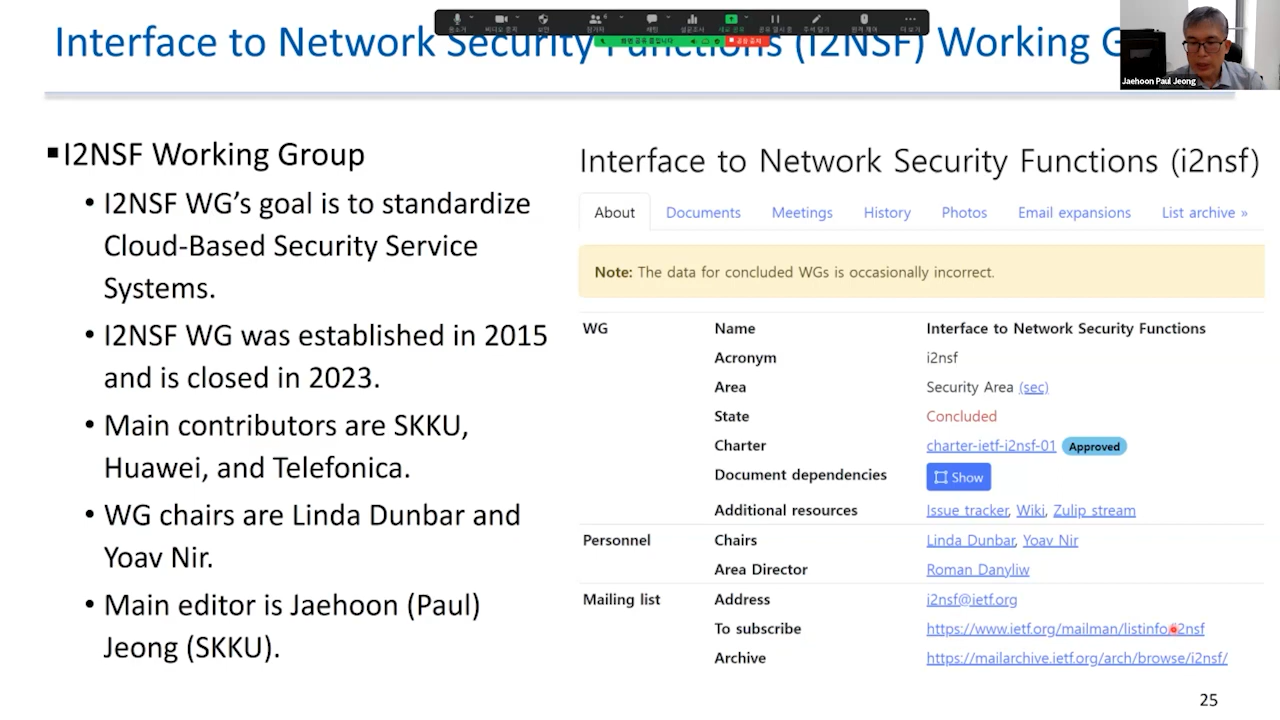 Interface to Network Security Functions (I2NSF) Working G
Jaehoon Paul Jeong
▪I2NSF Working Group
• I2NSF WG's goal is to standardize
Cloud-Based Security Service
Systems.
• I2NSF WG was established in 2015
and is closed in 2023.
• Main contributors are SKKU,
Huawei, and Telefonica.
• WG chairs are Linda Dunbar and
Yoav Nir.
• Main editor is Jaehoon (Paul)
Jeong (SKKU).
Interface to Network Security Functions (i2nsf)
About Documents Meetings History Photos Email expansions List archive »
Note: The data for concluded WGs is occasionally incorrect.
WG Name Interface to Network Security Functions
Acronym i2nsf
Area Security Area (sec)
State Concluded
Charter charter-ietf-i2nsf-01 Approved
Document dependencies Show
Additional resources Issue tracker, Wiki, Zulip stream
Personnel Chairs Linda Dunbar, Yoav Nir
Area Director Roman Danyliw
Mailing list Address i2nsf@ietf.org
To subscribe https://www.ietf.org/mailman/listinfo/i2nsf
Archive https://mailarchive.ietf.org/arch/browse/i2nsf/
25